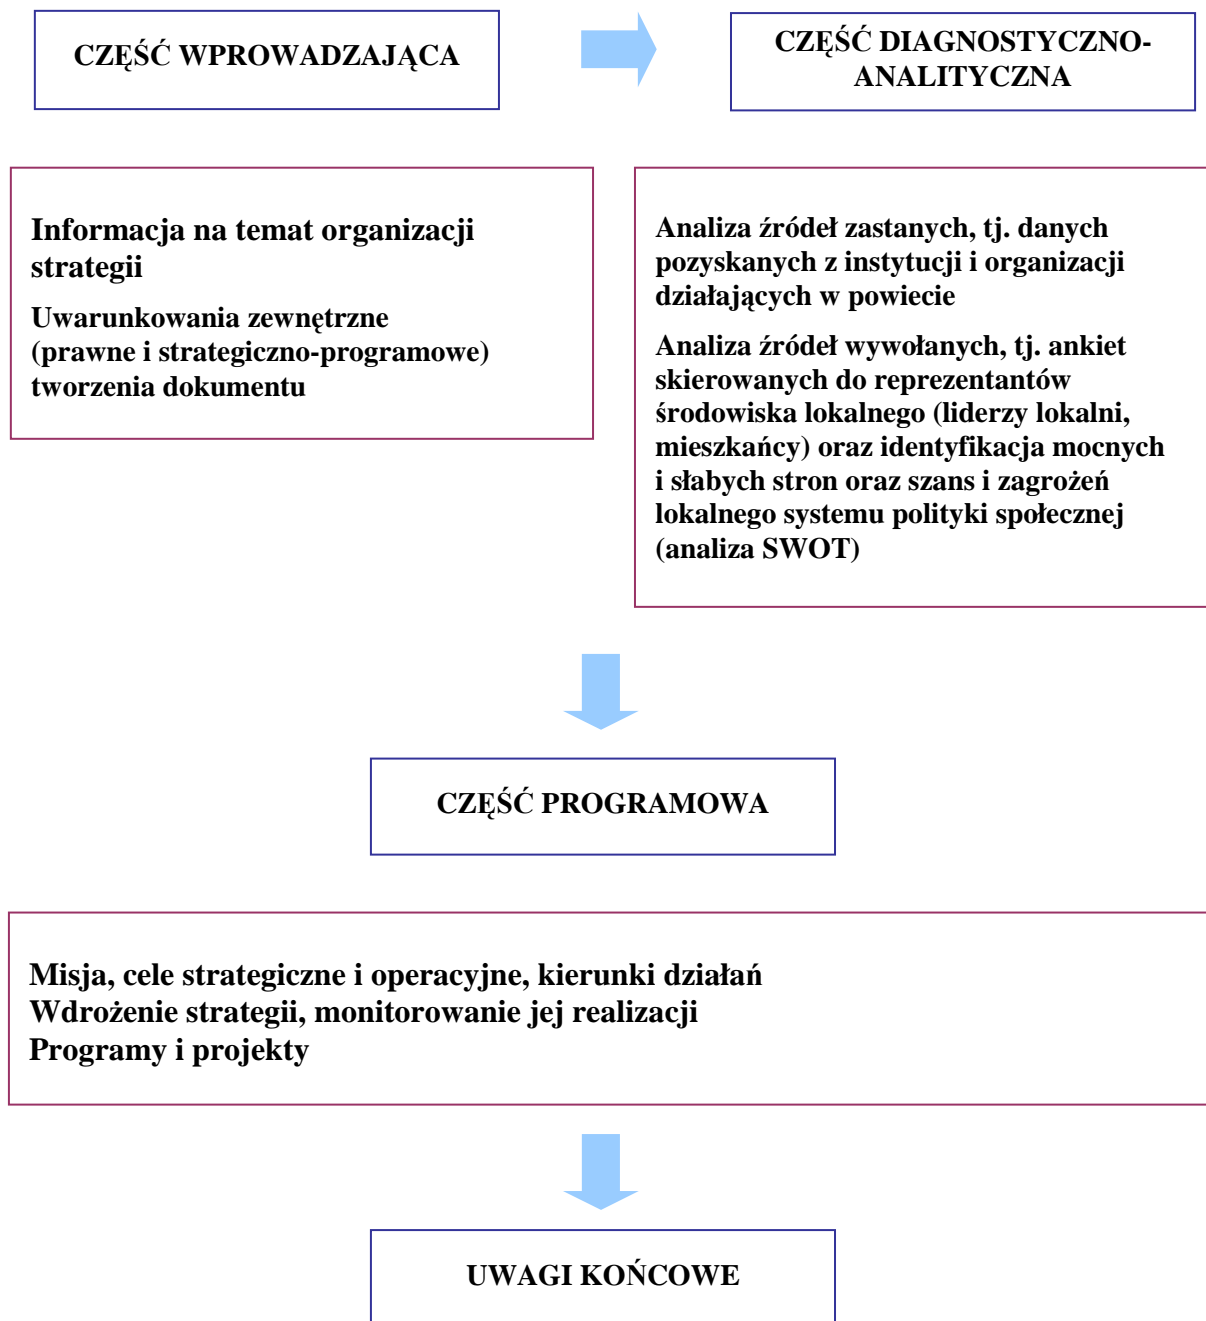 CZĘŚĆ WPROWADZAJĄCA
CZĘŚĆ DIAGNOSTYCZNO-
ANALITYCZNA
Informacja na temat organizacji
strategii
Uwarunkowania zewnętrzne
(prawne i strategiczno-programowe)
tworzenia dokumentu
Analiza źródeł zastanych, tj. danych
pozyskanych z instytucji i organizacji
działających w powiecie
Analiza źródeł wywołanych, tj. ankiet
skierowanych do reprezentantów
środowiska lokalnego (liderzy lokalni,
mieszkańcy) oraz identyfikacja mocnych
i słabych stron oraz szans i zagrożeń
lokalnego systemu polityki społecznej
(analiza SWOT)
CZĘŚĆ PROGRAMOWA
Misja, cele strategiczne i operacyjne, kierunki działań
Wdrożenie strategii, monitorowanie jej realizacji
Programy i projekty
UWAGI KOŃCOWE